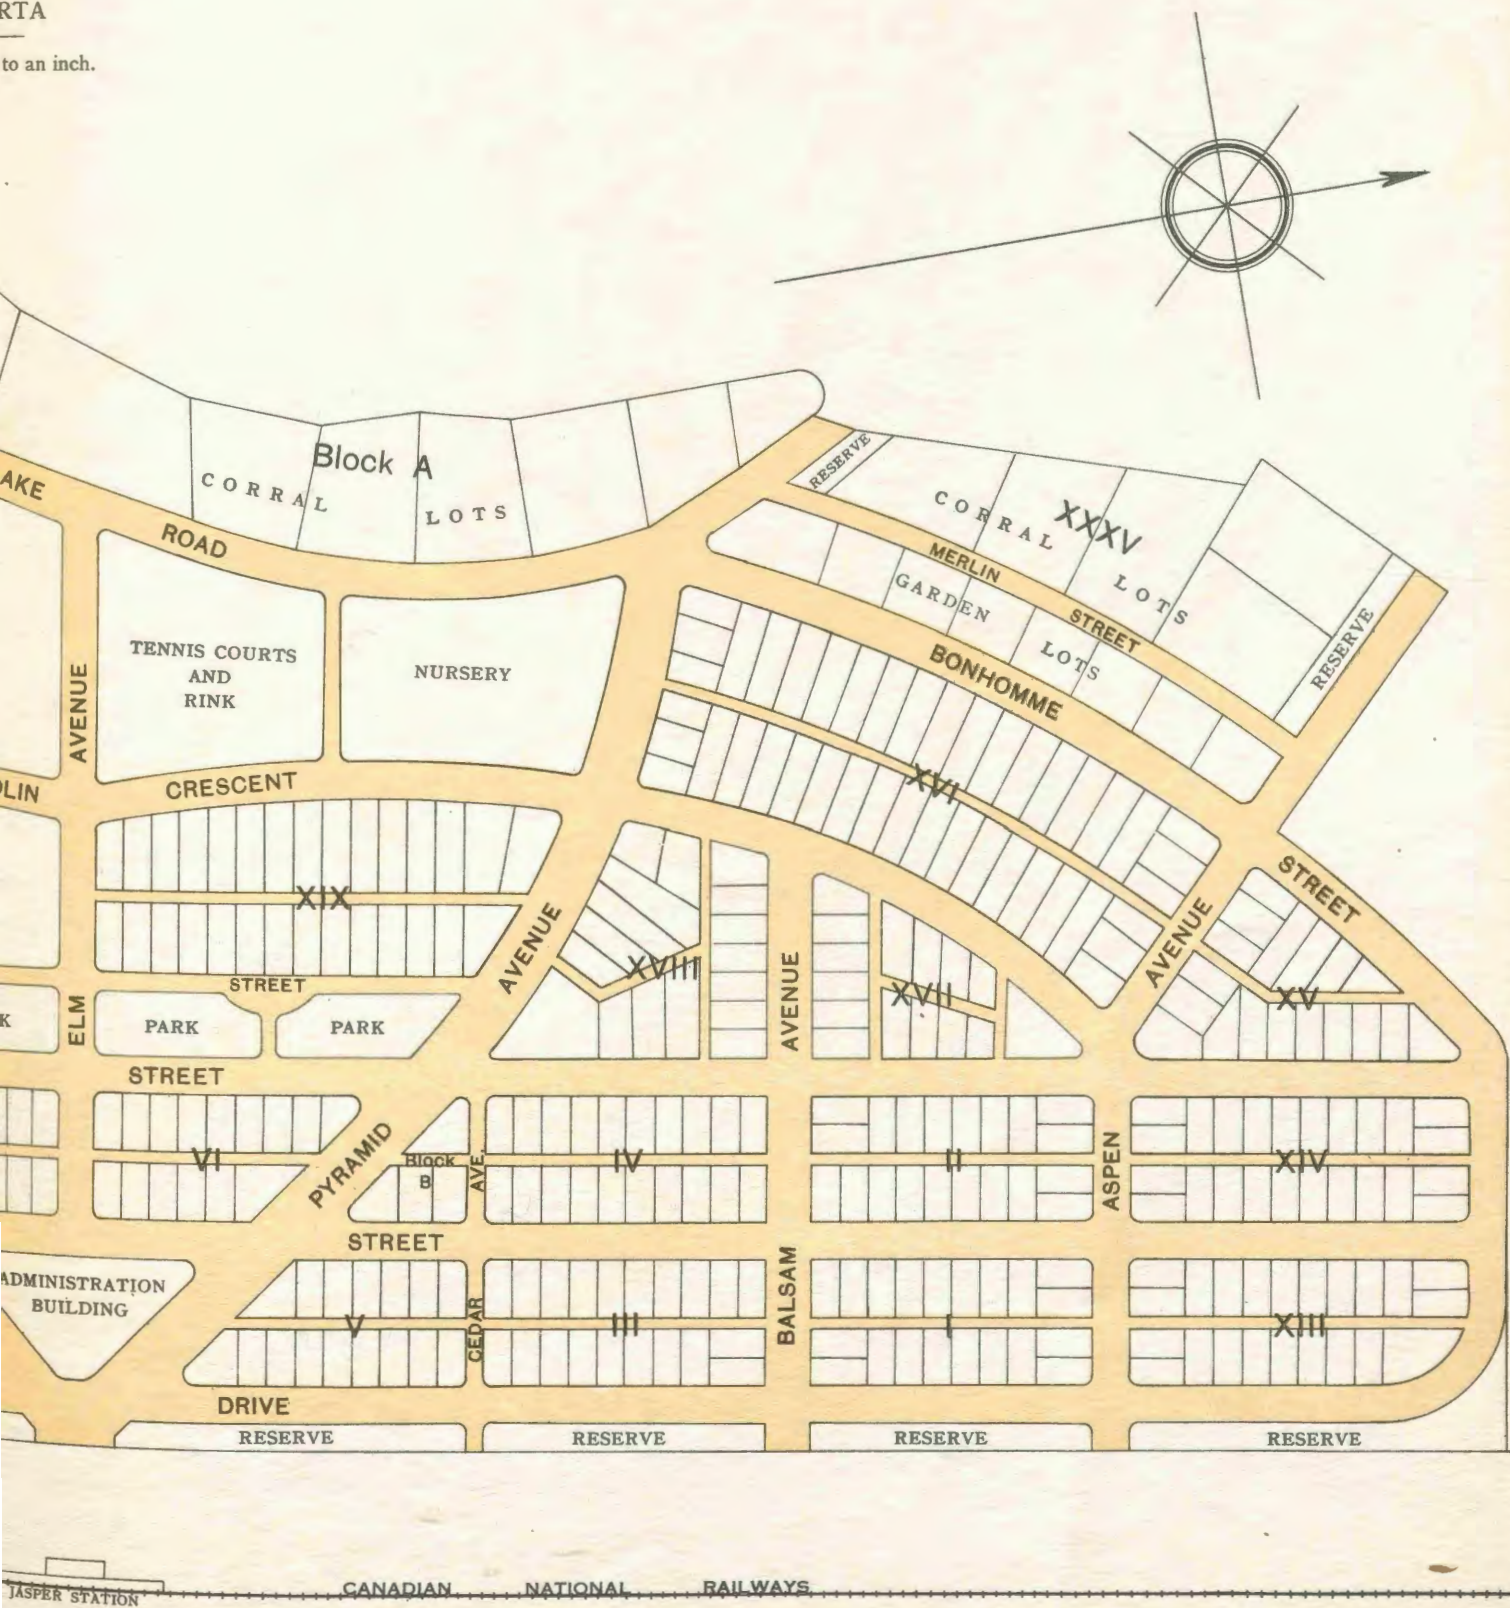 RTA
to an inch.
Block A
CORRAL LOTS
RESERVE
CORRAL LOTS
XXXV
AKE
ROAD
MERLIN
STREET
GARDEN LOTS
RESERVE
TENNIS COURTS
AND
RINK
NURSERY
BONHOMME
STREET
AVENUE
ELM
LIN
CRESCENT
XVI
XIX
AVENUE
PYRAMID
XVIII
AVENUE
BALSAM
XVII
AVENUE
ASPEN
XV
STREET
K
PARK
PARK
STREET
VI
Block
B
AVE.
CEDAR
IV
II
XIV
STREET
ADMINISTRATION
BUILDING
V
III
I
XIII
DRIVE
RESERVE
RESERVE
RESERVE
RESERVE
JASPER STATION
CANADIAN NATIONAL RAILWAYS